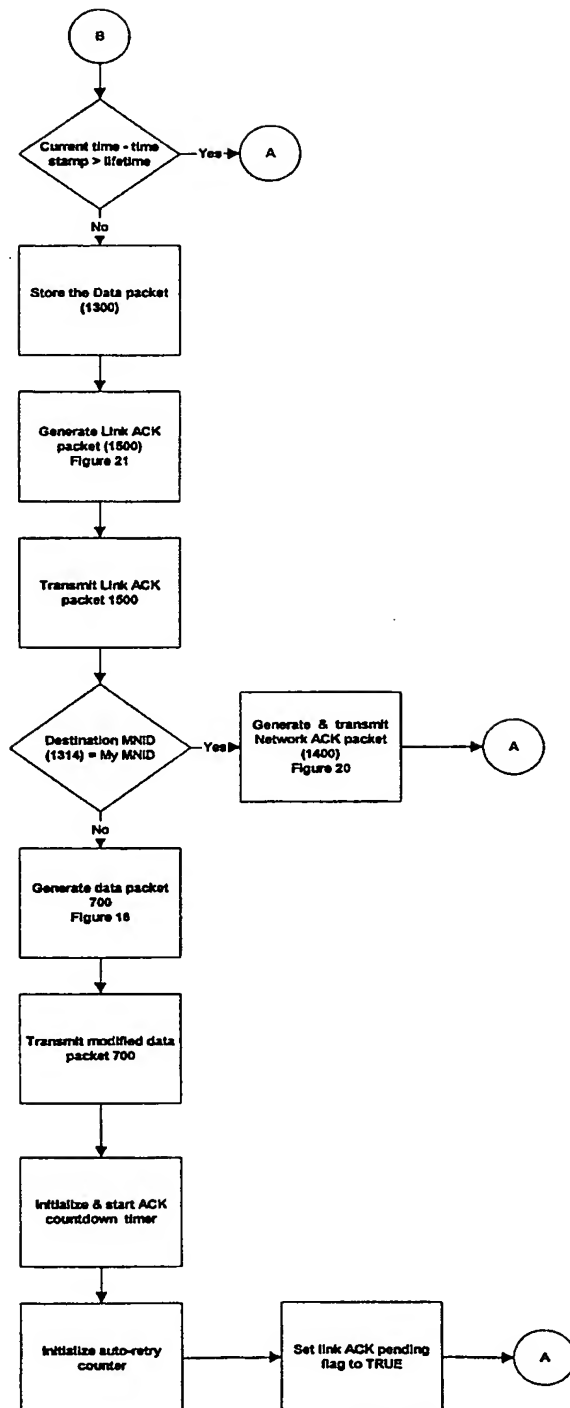 B
Current time - time
stamp > lifetime
Yes
A
No
Store the Data packet
(1300)
Generate Link ACK
packet (1500)
Figure 21
Transmit Link ACK
packet 1500
Destination MNID
(1314) = My MNID
Yes
Generate & transmit
Network ACK packet
(1400)
Figure 20
A
No
Generate data packet
700
Figure 16
Transmit modified data
packet 700
Initialize & start ACK
countdown timer
Initialize auto-retry
counter
Set link ACK pending
flag to TRUE
A